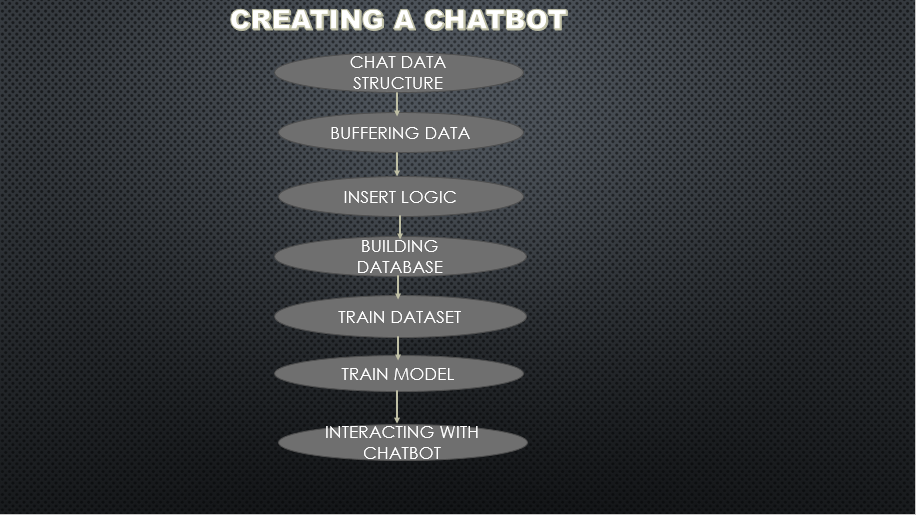 CREATING A CHATBOT
CHAT DATA
STRUCTURE
BUFFERING DATA
INSERT LOGIC
BUILDING
DATABASE
TRAIN DATASET
TRAIN MODEL
INTERACTING WITH
CHATBOT